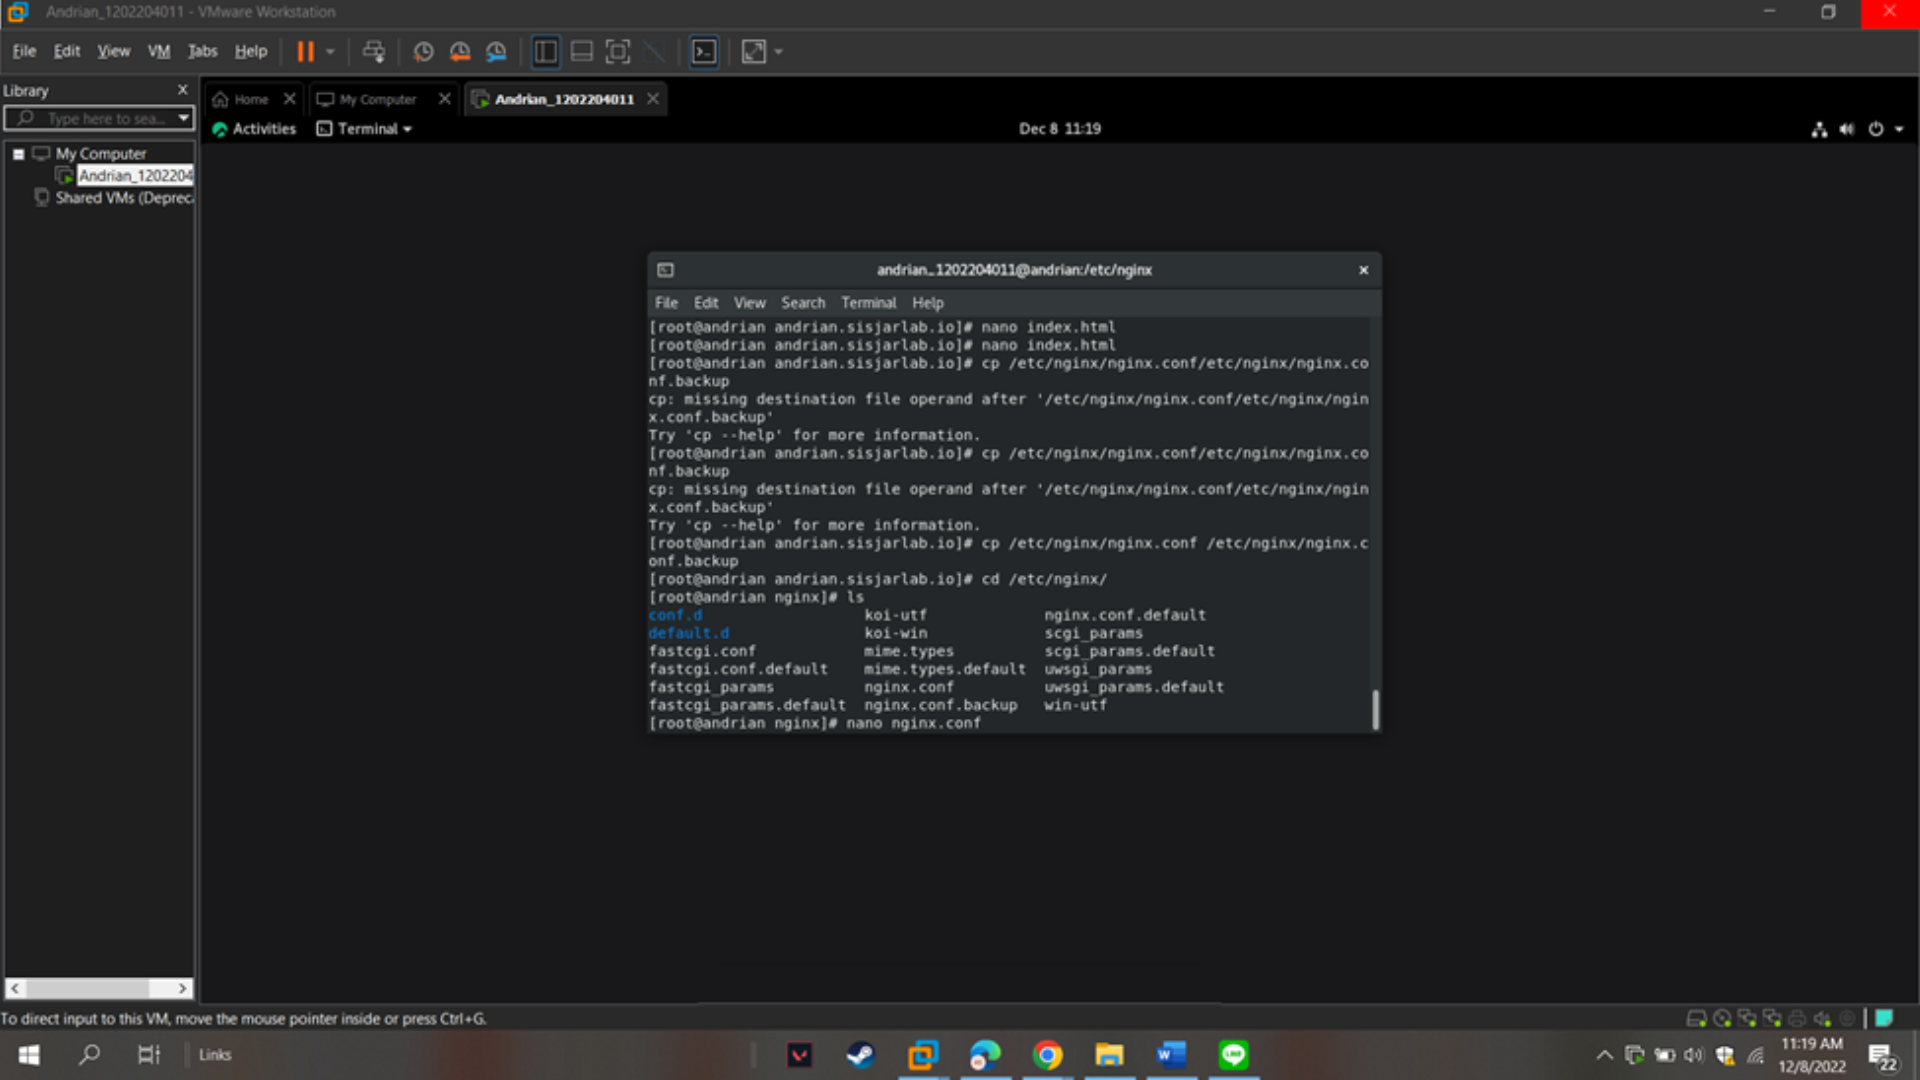 Andrian_1202204011 - VMware Workstation
File Edit View VM Tabs Help
Library
Type here to sea...
My Computer
Andrian_1202204
Shared VMs (Depreca
Home My Computer Andrian_1202204011
Activities Terminal Dec 8 11:19
andrian_1202204011@andrian:/etc/nginx
File Edit View Search Terminal Help
[root@andrian andrian.sisjarlab.io]# nano index.html
[root@andrian andrian.sisjarlab.io]# nano index.html
[root@andrian andrian.sisjarlab.io]# cp /etc/nginx/nginx.conf/etc/nginx/nginx.co
nf.backup
cp: missing destination file operand after '/etc/nginx/nginx.conf/etc/nginx/ngin
x.conf.backup'
Try 'cp --help' for more information.
[root@andrian andrian.sisjarlab.io]# cp /etc/nginx/nginx.conf/etc/nginx/nginx.co
nf.backup
cp: missing destination file operand after '/etc/nginx/nginx.conf/etc/nginx/ngin
x.conf.backup'
Try 'cp --help' for more information.
[root@andrian andrian.sisjarlab.io]# cp /etc/nginx/nginx.conf /etc/nginx/nginx.c
onf.backup
[root@andrian andrian.sisjarlab.io]# cd /etc/nginx/
[root@andrian nginx]# ls
conf.d koi-utf nginx.conf.default
default.d koi-win scgi_params
fastcgi.conf mime.types scgi_params.default
fastcgi.conf.default mime.types.default uwsgi_params
fastcgi_params nginx.conf uwsgi_params.default
fastcgi_params.default nginx.conf.backup win-utf
[root@andrian nginx]# nano nginx.conf
To direct input to this VM, move the mouse pointer inside or press Ctrl+G.
Links
11:19 AM
12/8/2022
22